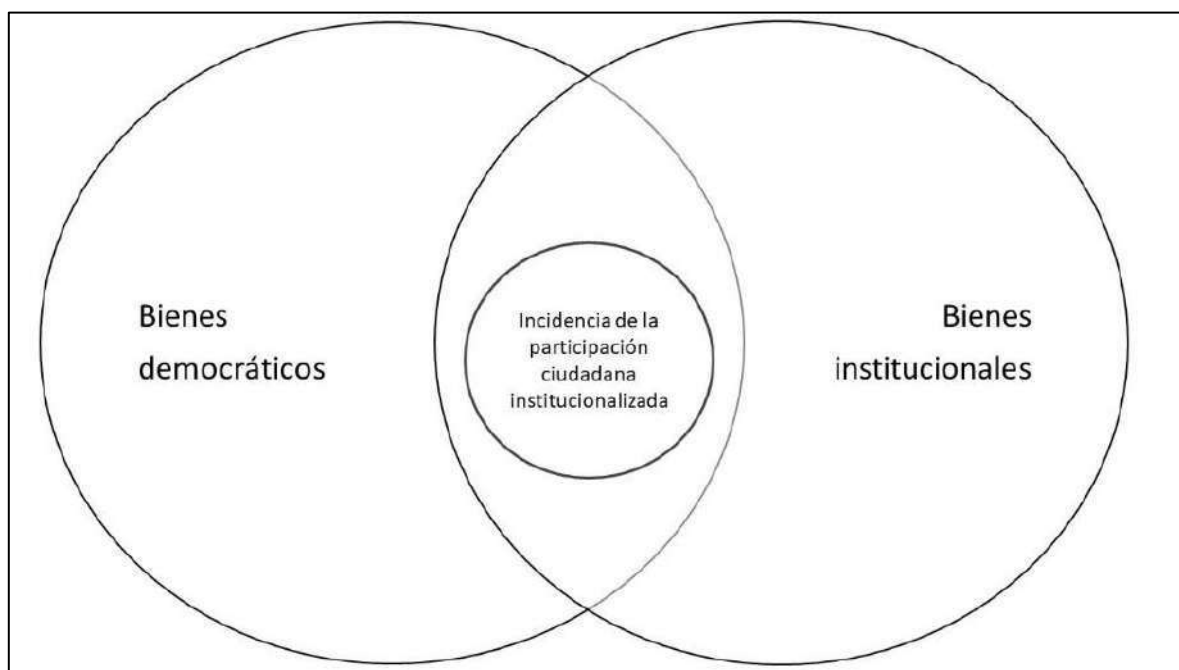 Bienes
democráticos
Incidencia de la
participación
ciudadana
institucionalizada
Bienes
institucionales